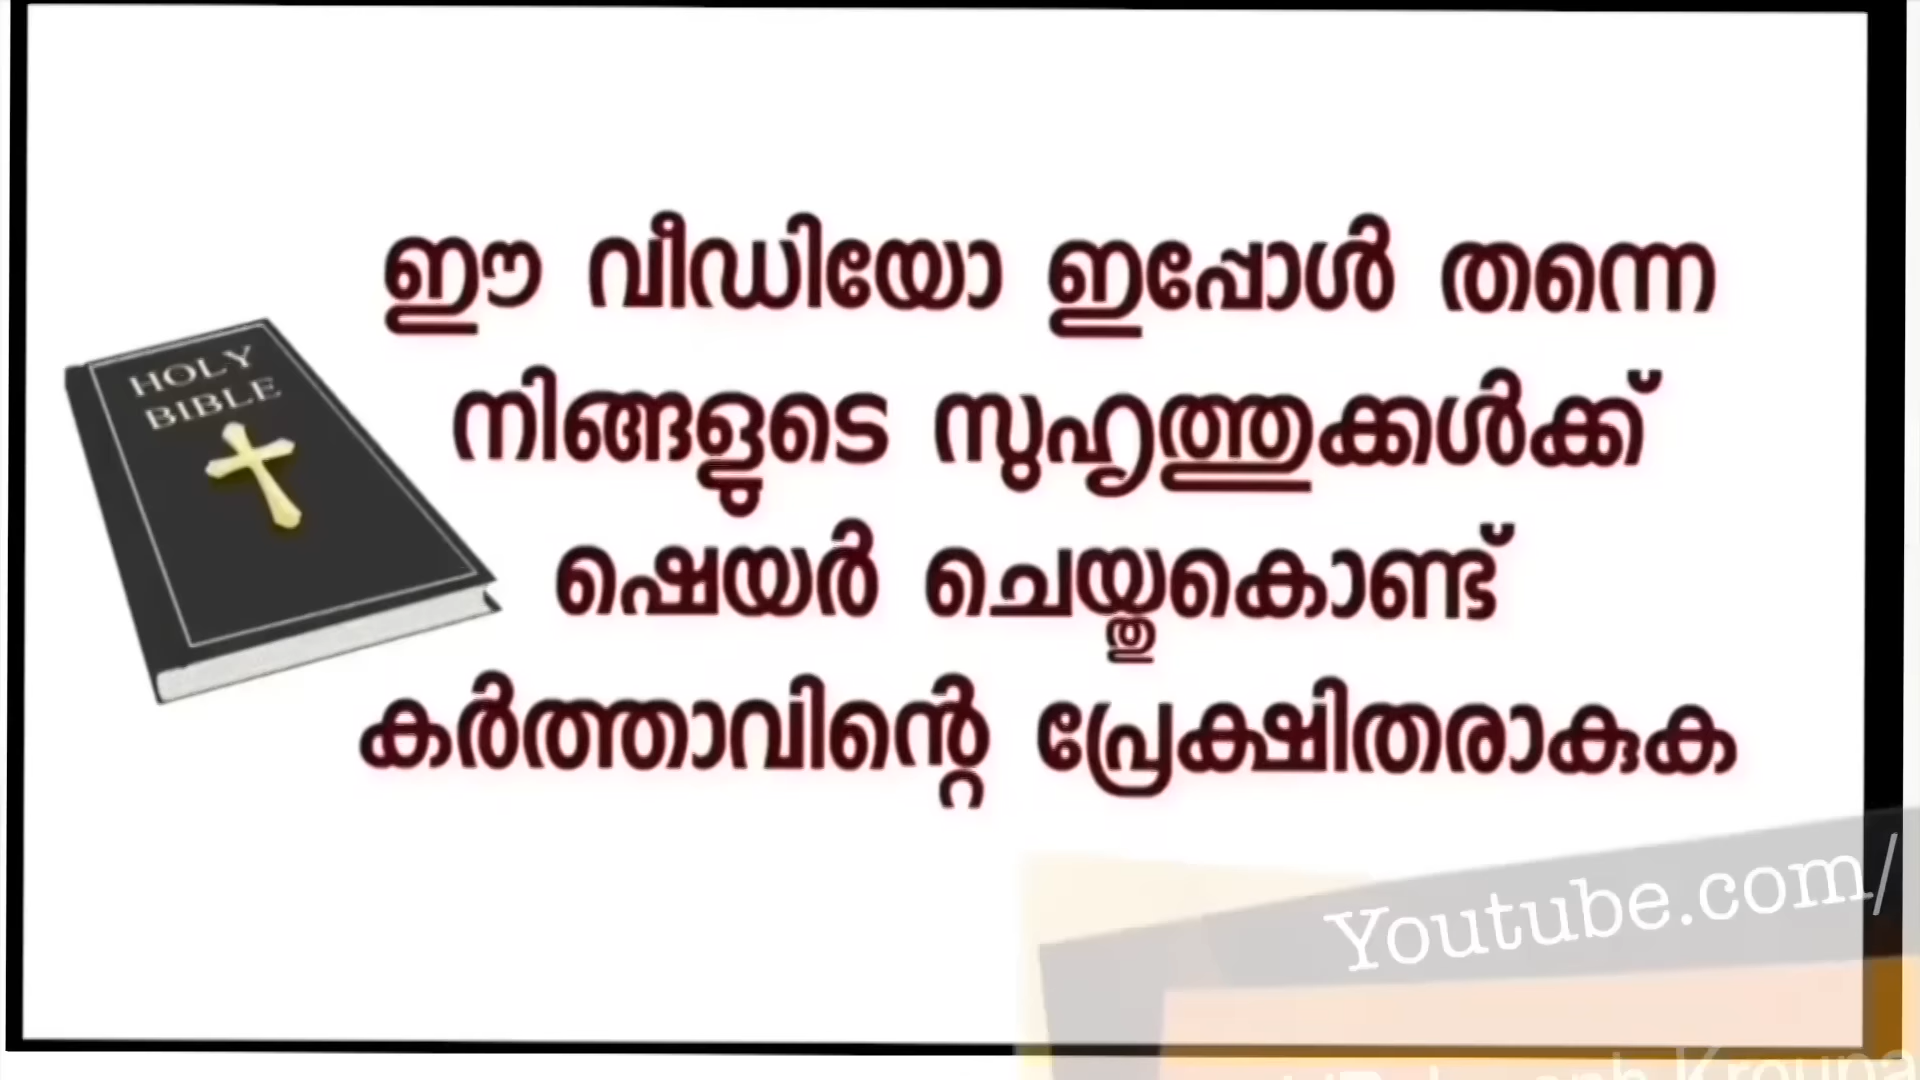 ഈ വീഡിയോ ഇപ്പോൾ തന്നെ
നിങ്ങളുടെ സുഹൃത്തുക്കൾക്ക്
ഷെയർ ചെയ്തുകൊണ്ട്
കർത്താവിന്റെ പ്രേക്ഷിതരാകുക
HOLY
BIBLE
Youtube.com/